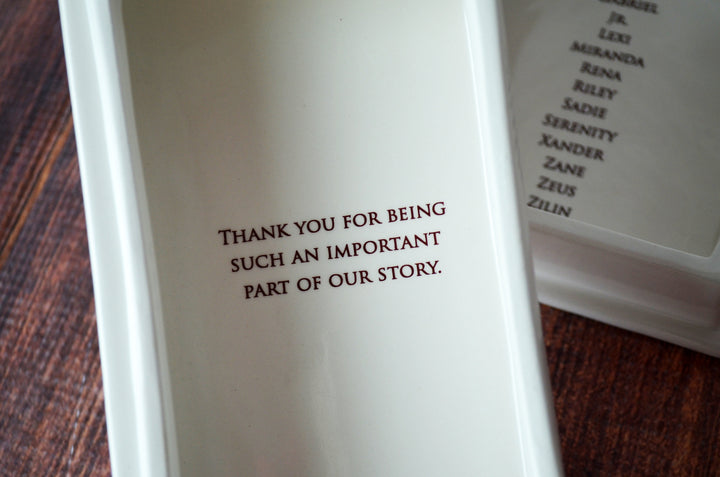 Thank you for being
such an important
part of our story.
Jr.
Lexi
Miranda
Rena
Riley
Sadie
Serenity
Xander
Zane
Zeus
Zilin